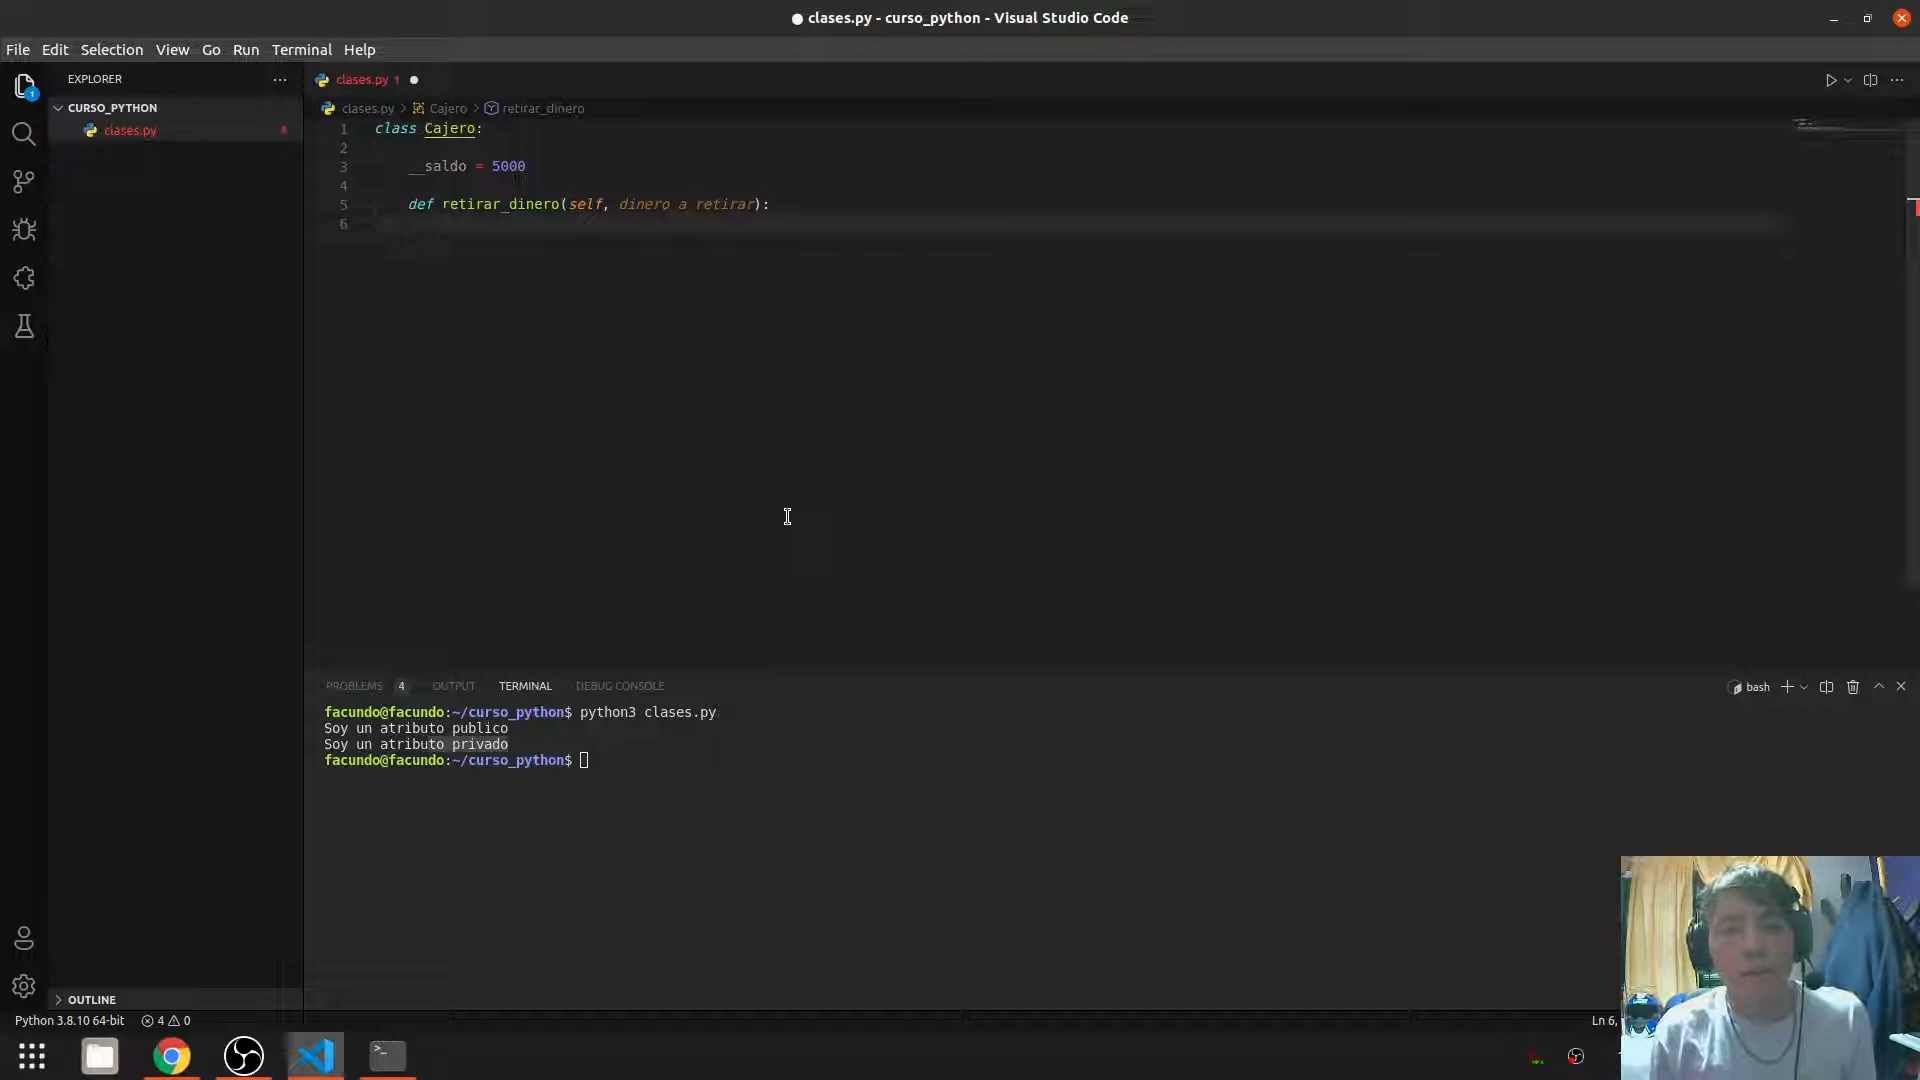 clases.py - curso_python - Visual Studio Code
File Edit Selection View Go Run Terminal Help
EXPLORER
CURSO_PYTHON
clases.py
4
1
clases.py 1
clases.py > Cajero > retirar_dinero
1 class Cajero:
2
3 __saldo = 5000
4
5 def retirar_dinero(self, dinero a retirar):
6
PROBLEMS 4 OUTPUT TERMINAL DEBUG CONSOLE
bash
facundo@facundo:~/curso_python$ python3 clases.py
Soy un atributo publico
Soy un atributo privado
facundo@facundo:~/curso_python$
OUTLINE
Python 3.8.10 64-bit 4 0
Ln 6,